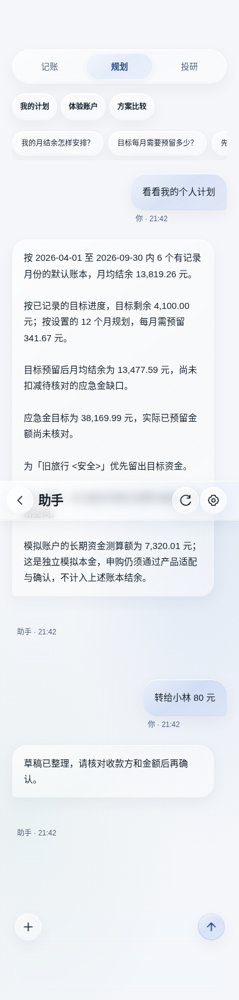 记账
规划
投研
我的计划
体验账户
方案比较
我的月结余怎样安排？
目标每月需要预留多少？
先
看看我的个人计划
你 · 21:42
按 2026-04-01 至 2026-09-30 内 6 个有记录
月份的默认账本，月均结余 13,819.26 元。
按已记录的目标进度，目标剩余 4,100.00
元；按设置的 12 个月规划，每月需预留
341.67 元。
目标预留后月均结余为 13,477.59 元，尚未
扣减待核对的应急金缺口。
应急金目标为 38,169.99 元，实际已预留金
额尚未核对。
为「旧旅行 <安全>」优先留出目标资金。
助手
出空间。
模拟账户的长期资金测算额为 7,320.01 元；
这是独立模拟本金，申购仍须通过产品适配
与确认，不计入上述账本结余。
助手 · 21:42
转给小林 80 元
你 · 21:42
草稿已整理，请核对收款方和金额后再确
认。
助手 · 21:42